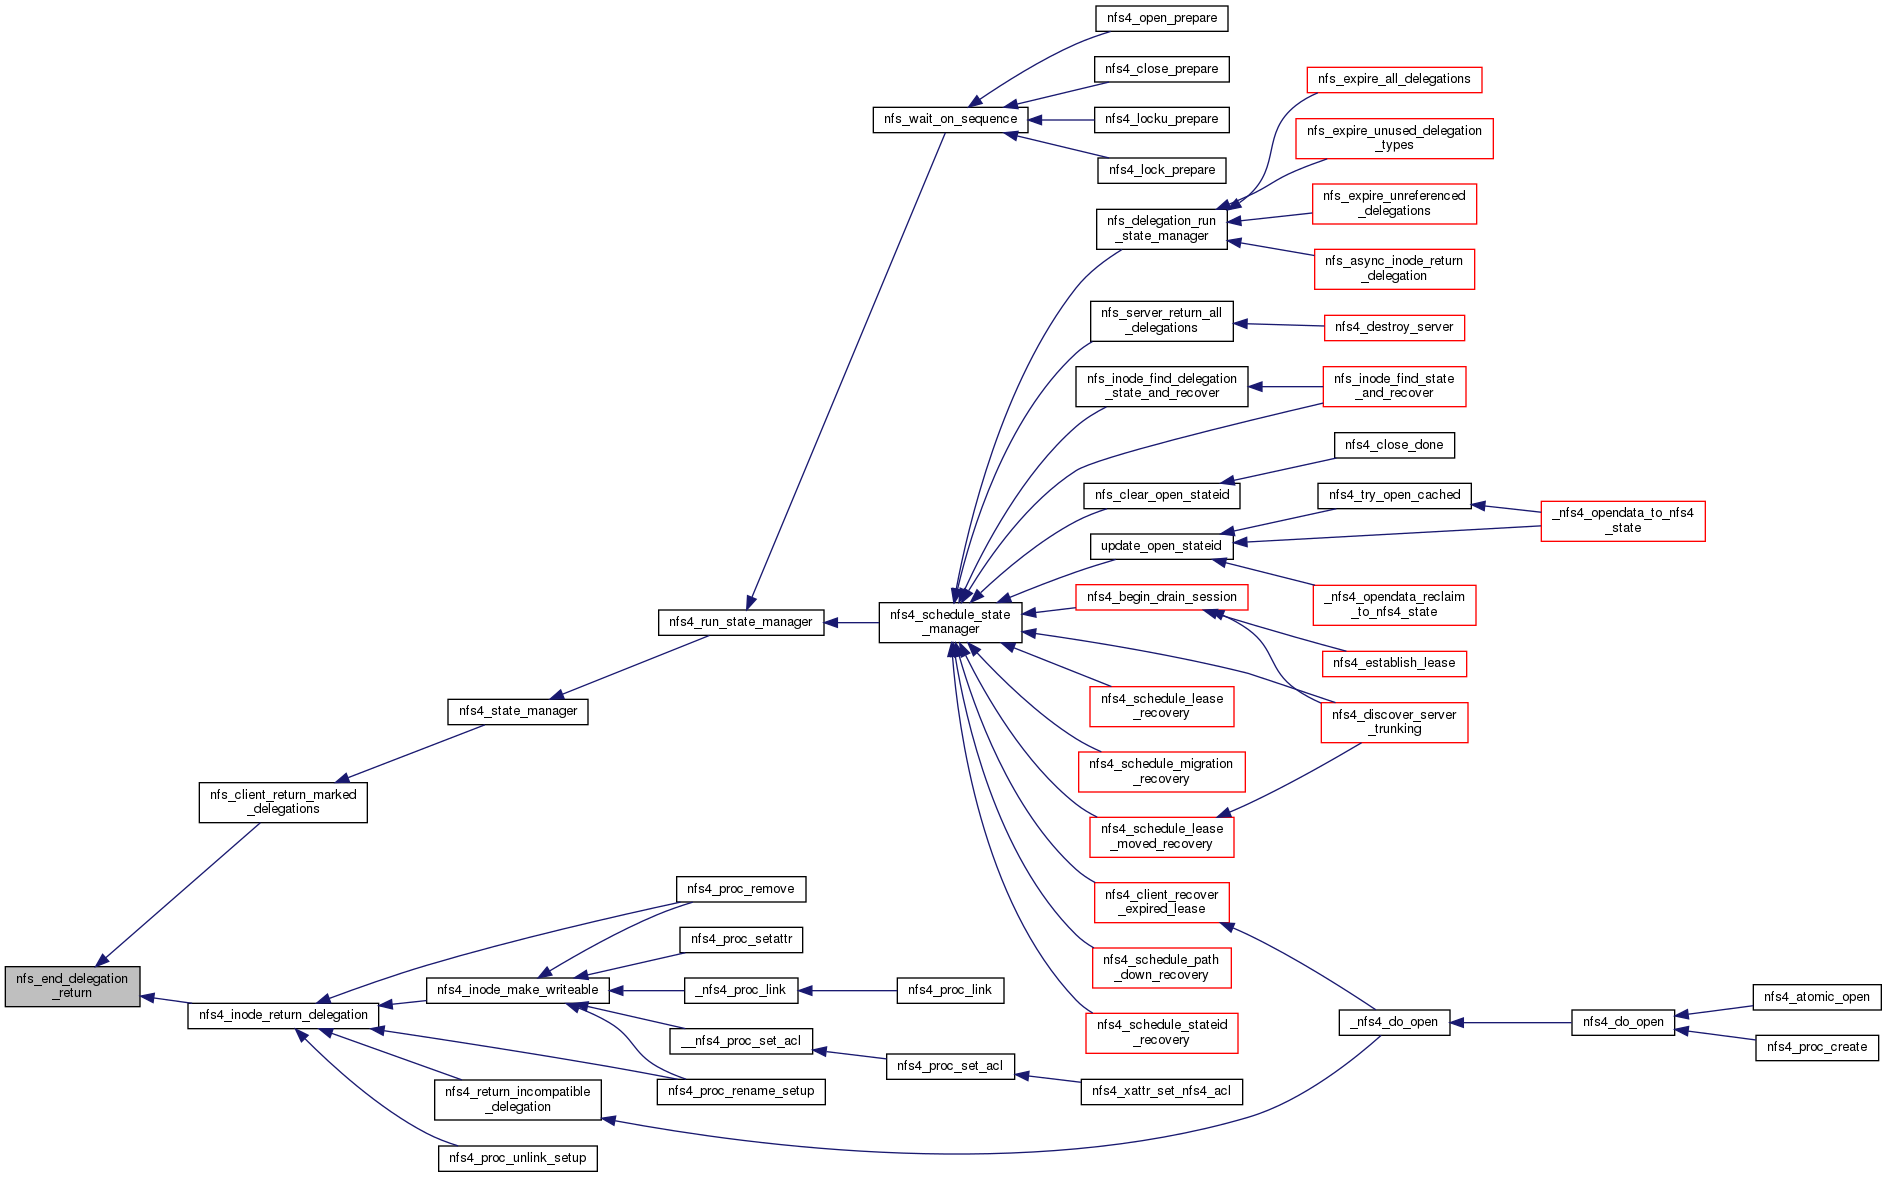 nfs4_open_prepare
nfs4_close_prepare
nfs_expire_all_delegations
nfs_wait_on_sequence
nfs4_locku_prepare
nfs_expire_unused_delegation
_types
nfs4_lock_prepare
nfs_expire_unreferenced
_delegations
nfs_delegation_run
_state_manager
nfs_async_inode_return
_delegation
nfs_server_return_all
_delegations
nfs4_destroy_server
nfs_inode_find_delegation
_state_and_recover
nfs_inode_find_state
_and_recover
nfs4_close_done
nfs_clear_open_stateid
nfs4_try_open_cached
_nfs4_opendata_to_nfs4
_state
update_open_stateid
nfs4_begin_drain_session
_nfs4_opendata_reclaim
_to_nfs4_state
nfs4_run_state_manager
nfs4_schedule_state
_manager
nfs4_establish_lease
nfs4_state_manager
nfs4_schedule_lease
_recovery
nfs4_discover_server
_trunking
nfs4_schedule_migration
_recovery
nfs_client_return_marked
_delegations
nfs4_schedule_lease
_moved_recovery
nfs4_proc_remove
nfs4_client_recover
_expired_lease
nfs4_proc_setattr
nfs4_schedule_path
_down_recovery
nfs_end_delegation
_return
nfs4_inode_make_writeable
_nfs4_proc_link
nfs4_proc_link
nfs4_atomic_open
nfs4_inode_return_delegation
nfs4_schedule_stateid
_recovery
_nfs4_do_open
nfs4_do_open
__nfs4_proc_set_acl
nfs4_proc_create
nfs4_proc_set_acl
nfs4_return_incompatible
_delegation
nfs4_proc_rename_setup
nfs4_xattr_set_nfs4_acl
nfs4_proc_unlink_setup